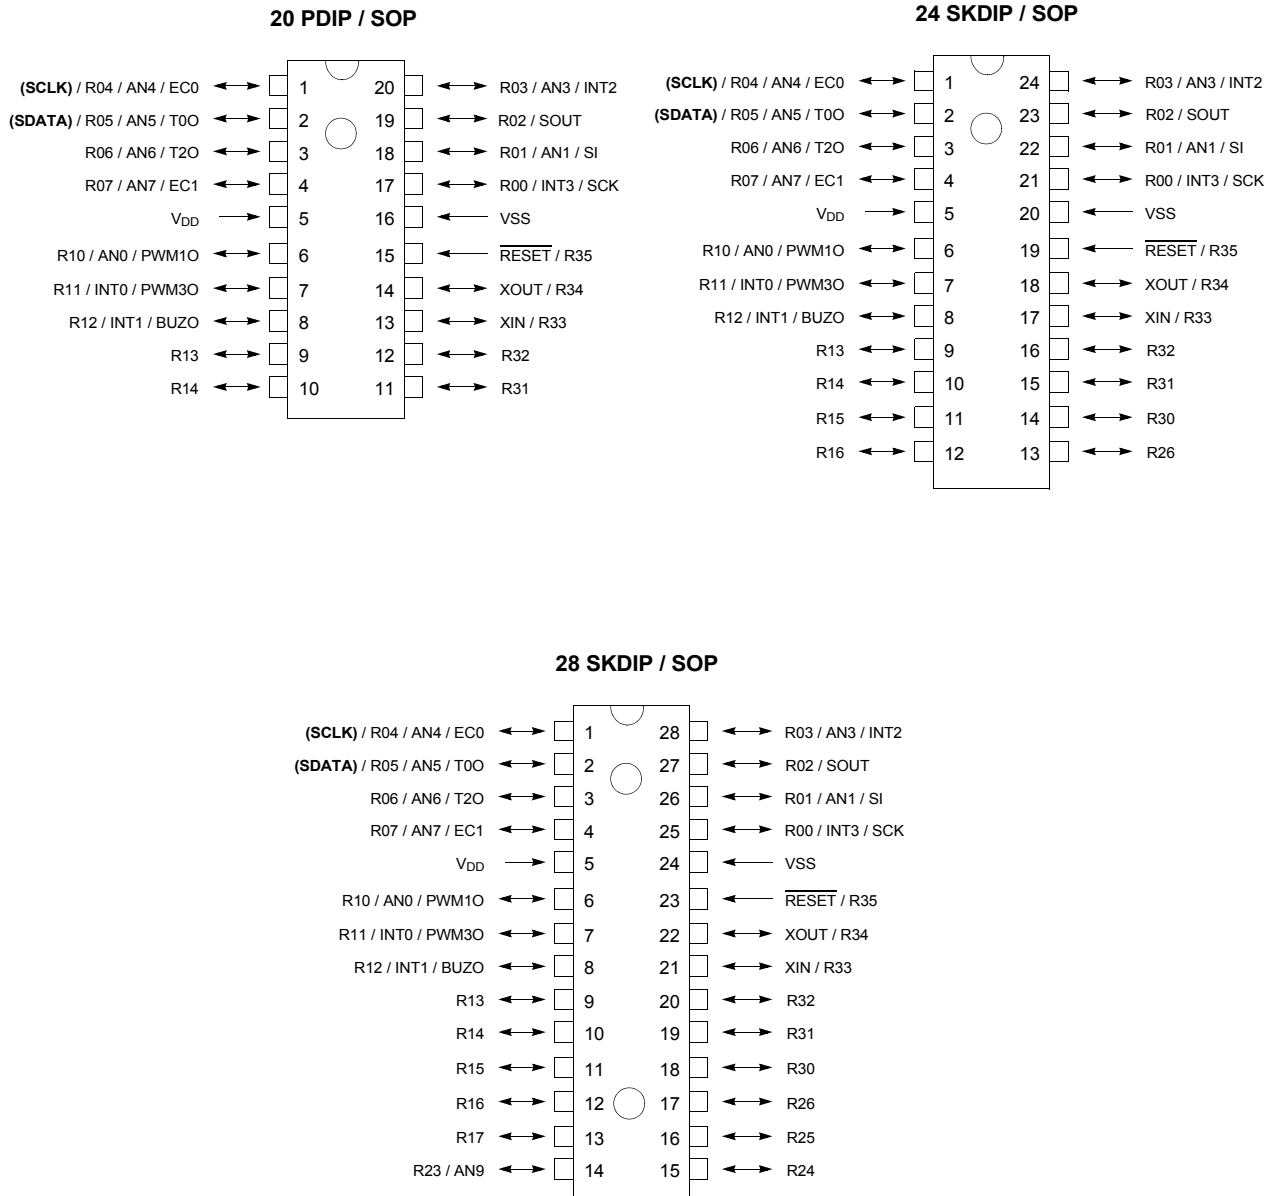 20 PDIP / SOP
(SCLK) / R04 / AN4 / EC0 1 20 R03 / AN3 / INT2
(SDATA) / R05 / AN5 / T0O 2 19 R02 / SOUT
R06 / AN6 / T2O 3 18 R01 / AN1 / SI
R07 / AN7 / EC1 4 17 R00 / INT3 / SCK
VDD 5 16 VSS
R10 / AN0 / PWM1O 6 15 RESET / R35
R11 / INT0 / PWM3O 7 14 XOUT / R34
R12 / INT1 / BUZO 8 13 XIN / R33
R13 9 12 R32
R14 10 11 R31
24 SKDIP / SOP
(SCLK) / R04 / AN4 / EC0 1 24 R03 / AN3 / INT2
(SDATA) / R05 / AN5 / T0O 2 23 R02 / SOUT
R06 / AN6 / T2O 3 22 R01 / AN1 / SI
R07 / AN7 / EC1 4 21 R00 / INT3 / SCK
VDD 5 20 VSS
R10 / AN0 / PWM1O 6 19 RESET / R35
R11 / INT0 / PWM3O 7 18 XOUT / R34
R12 / INT1 / BUZO 8 17 XIN / R33
R13 9 16 R32
R14 10 15 R31
R15 11 14 R30
R16 12 13 R26
28 SKDIP / SOP
(SCLK) / R04 / AN4 / EC0 1 28 R03 / AN3 / INT2
(SDATA) / R05 / AN5 / T0O 2 27 R02 / SOUT
R06 / AN6 / T2O 3 26 R01 / AN1 / SI
R07 / AN7 / EC1 4 25 R00 / INT3 / SCK
VDD 5 24 VSS
R10 / AN0 / PWM1O 6 23 RESET / R35
R11 / INT0 / PWM3O 7 22 XOUT / R34
R12 / INT1 / BUZO 8 21 XIN / R33
R13 9 20 R32
R14 10 19 R31
R15 11 18 R30
R16 12 17 R26
R17 13 16 R25
R23 / AN9 14 15 R24